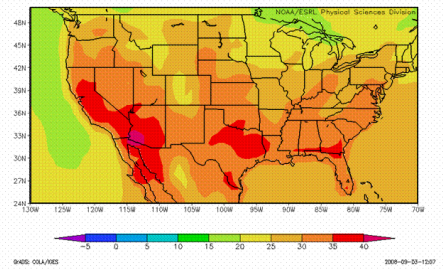 NOAA/ESRL Physical Sciences Division
48N
45N
42N
39N
36N
33N
30N
27N
24N
130W 125W 120W 115W 110W 105W 100W 95W 90W 85W 80W 75W 70W
-5 0 5 10 15 20 25 30 35 40
GrADS: COLA/IGES 2008-09-03-12:07